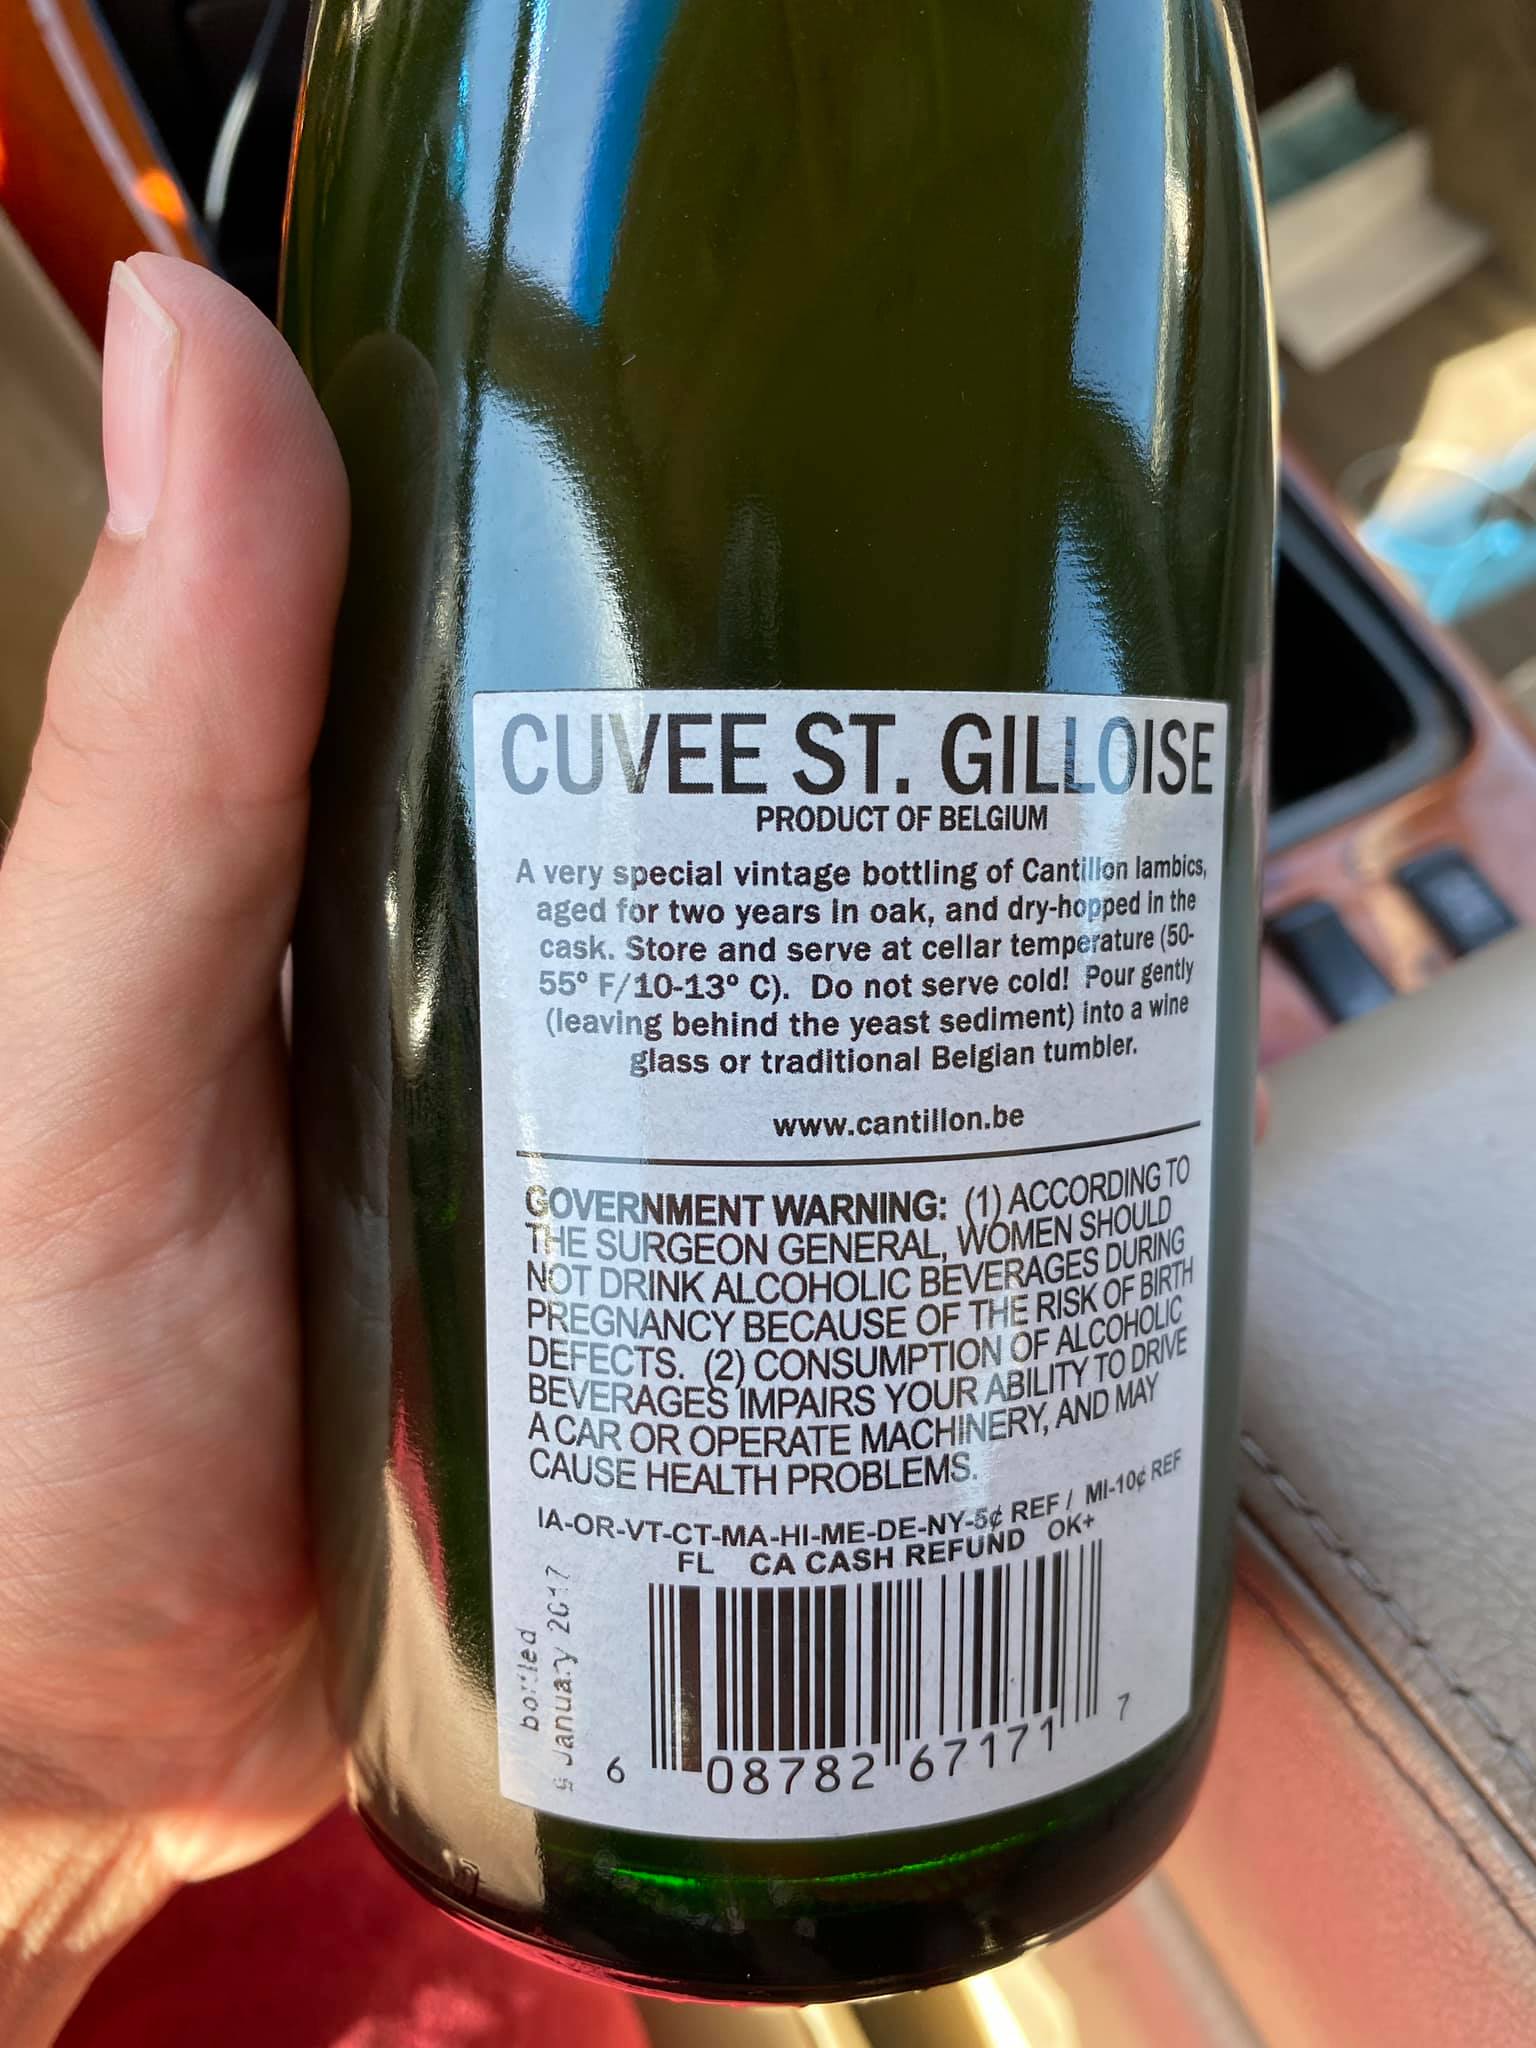 CUVEE ST. GILLOISE
PRODUCT OF BELGIUM
A very special vintage bottling of Cantillon lambics,
aged for two years in oak, and dry-hopped in the
cask. Store and serve at cellar temperature (50-
55º F/10-13º C). Do not serve cold! Pour gently
(leaving behind the yeast sediment) into a wine
glass or traditional Belgian tumbler.
www.cantillon.be
GOVERNMENT WARNING: (1) ACCORDING TO
THE SURGEON GENERAL, WOMEN SHOULD
NOT DRINK ALCOHOLIC BEVERAGES DURING
PREGNANCY BECAUSE OF THE RISK OF BIRTH
DEFECTS. (2) CONSUMPTION OF ALCOHOLIC
BEVERAGES IMPAIRS YOUR ABILITY TO DRIVE
A CAR OR OPERATE MACHINERY, AND MAY
CAUSE HEALTH PROBLEMS.
IA-OR-VT-CT-MA-HI-ME-DE-NY-5¢ REF / MI-10¢ REF
FL CA CASH REFUND OK+
bottled
January 2017
6 08782 67171 7